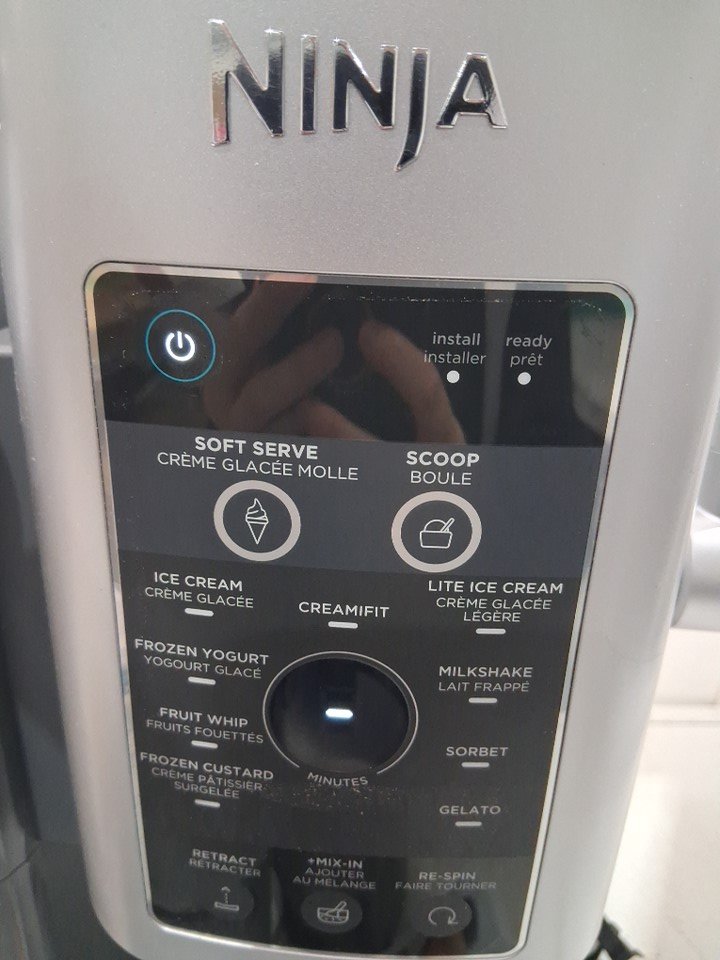 NINJA
install
installer
ready
prêt
SOFT SERVE
CRÈME GLACÉE MOLLE
SCOOP
BOULE
ICE CREAM
CRÈME GLACÉE
CREAMIFIT
LITE ICE CREAM
CRÈME GLACÉE
LÉGÈRE
FROZEN YOGURT
YOGOURT GLACÉ
MILKSHAKE
LAIT FRAPPÉ
FRUIT WHIP
FRUITS FOUETTÉS
SORBET
FROZEN CUSTARD
CRÈME PÂTISSIER
SURGELÉE
MINUTES
GELATO
RETRACT
RÉTRACTER
+MIX-IN
AJOUTER
AU MÉLANGE
RE-SPIN
FAIRE TOURNER